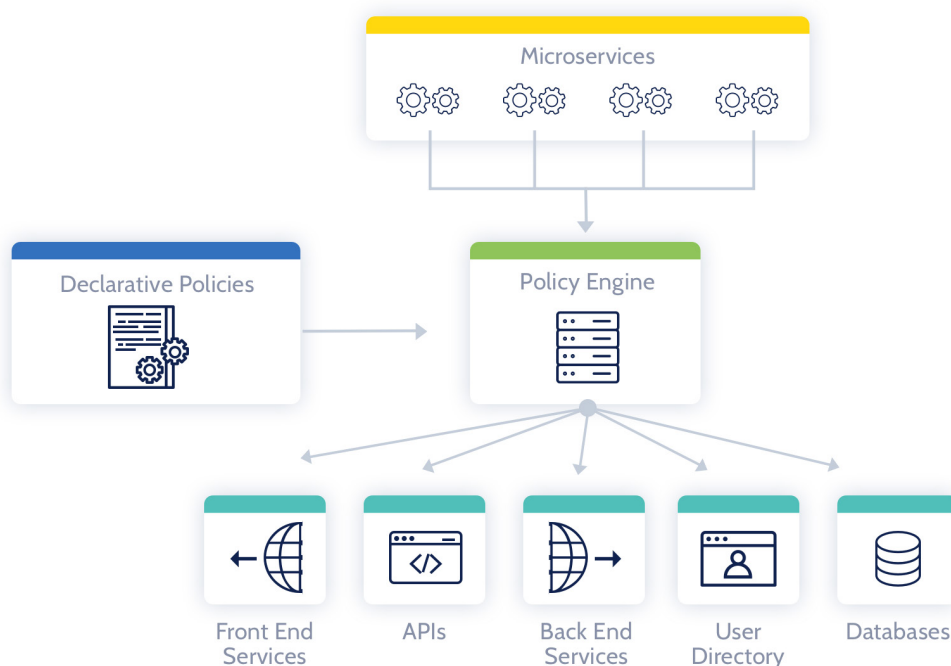 Microservices
Declarative Policies
Policy Engine
</>
Front End
Services
APIs
Back End
Services
User
Directory
Databases